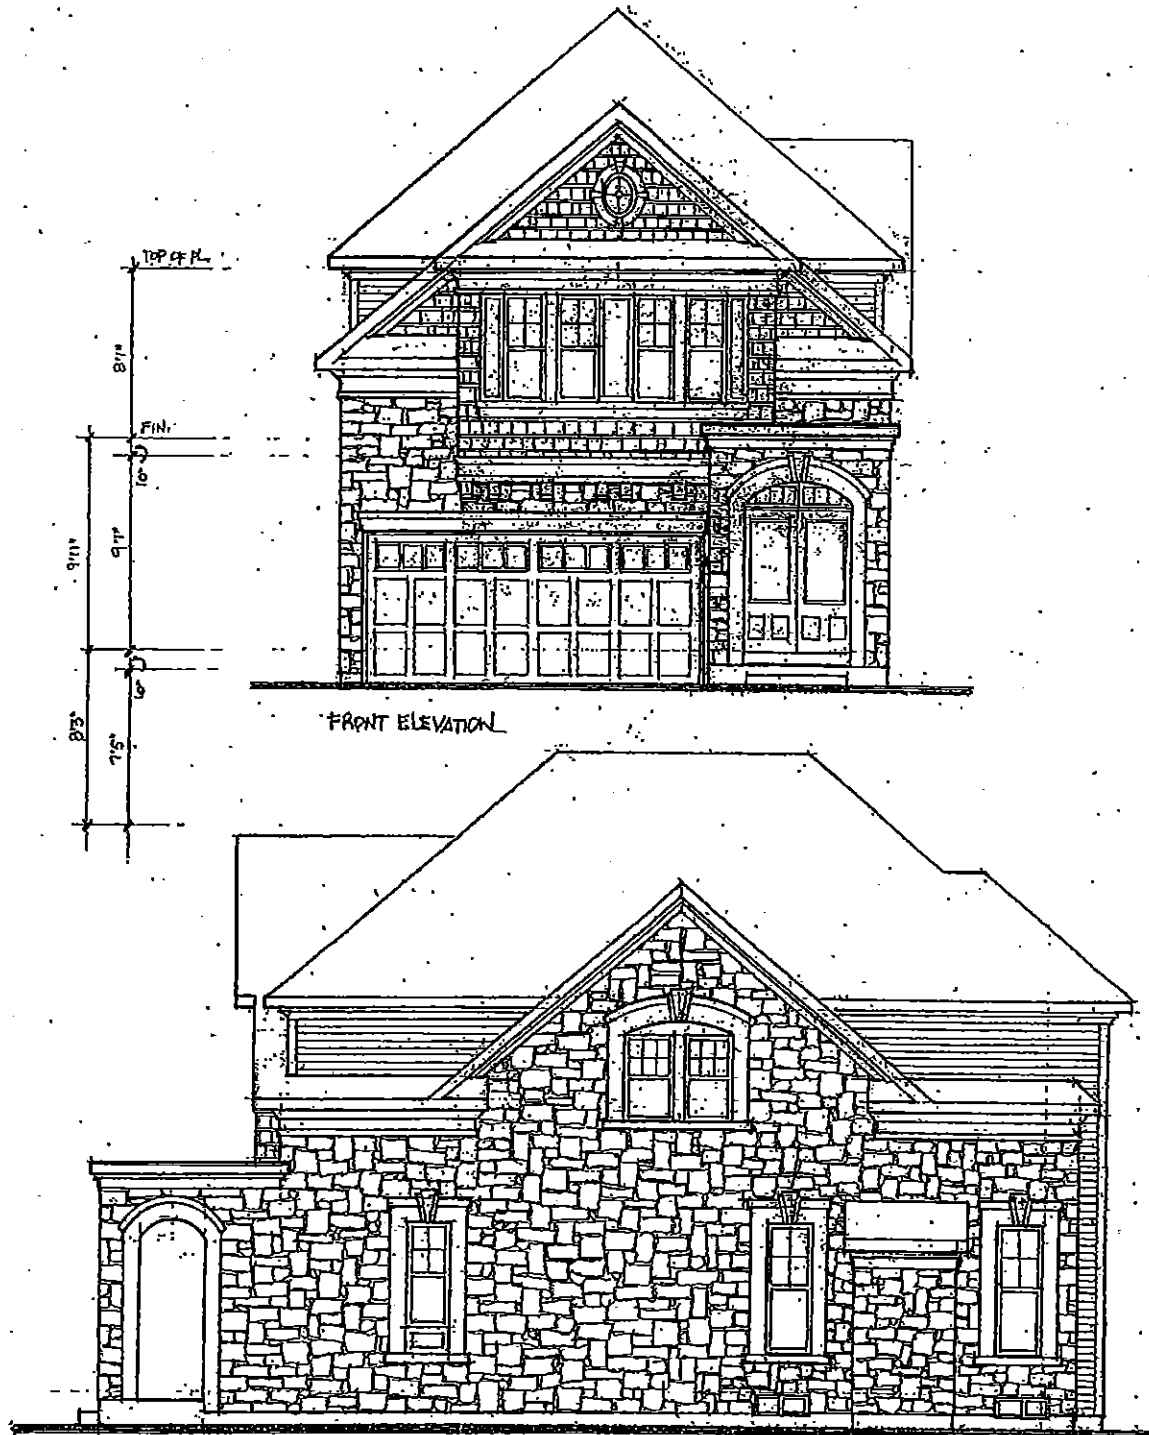 TOP OF PL.
8'1"
FIN.
10"
9'11"
9'1"
8'3"
7'5"
FRONT ELEVATION